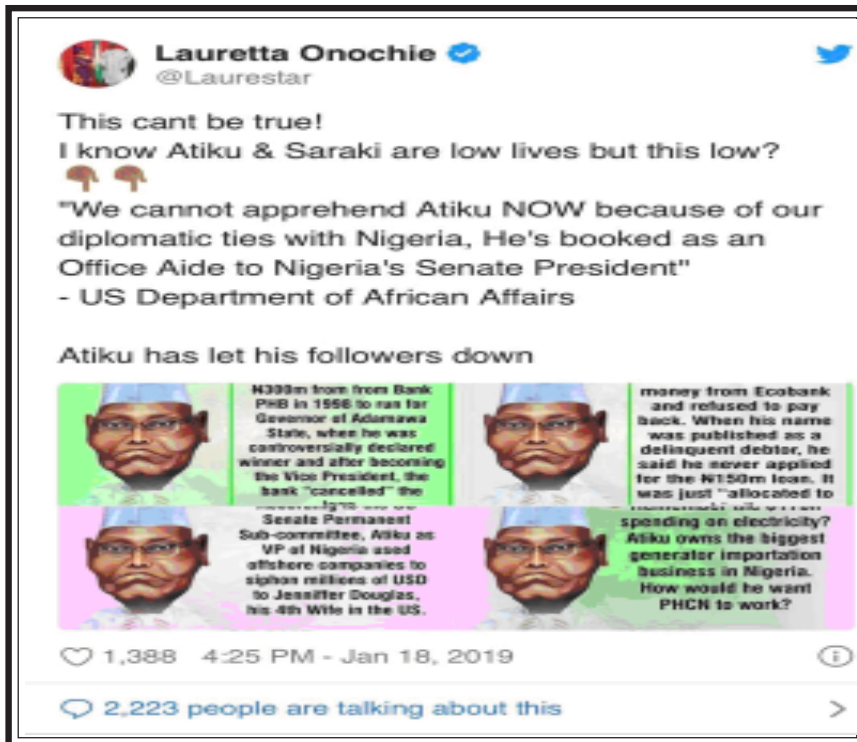 Lauretta Onochie
@Laurestar
This cant be true!
I know Atiku & Saraki are low lives but this low?
"We cannot apprehend Atiku NOW because of our
diplomatic ties with Nigeria, He's booked as an
Office Aide to Nigeria's Senate President"
- US Department of African Affairs
Atiku has let his followers down
₦300m from from Bank
PHB in 1998 to run for
Governor of Adamawa
State, when he was
controversially declared
winner and after becoming
the Vice President, the
bank "cancelled" the
money from Ecobank
and refused to pay
back. When his name
was published as a
delinquent debtor, he
said he never applied
for the ₦150m loan. It
was just "allocated to
Senate Permanent
Sub-committee, Atiku as
VP of Nigeria used
offshore companies to
siphon millions of USD
to Jenniffer Douglas,
his 4th Wife in the US.
spending on electricity?
Atiku owns the biggest
generator importation
business in Nigeria.
How would he want
PHCN to work?
1,388 4:25 PM - Jan 18, 2019
2,223 people are talking about this